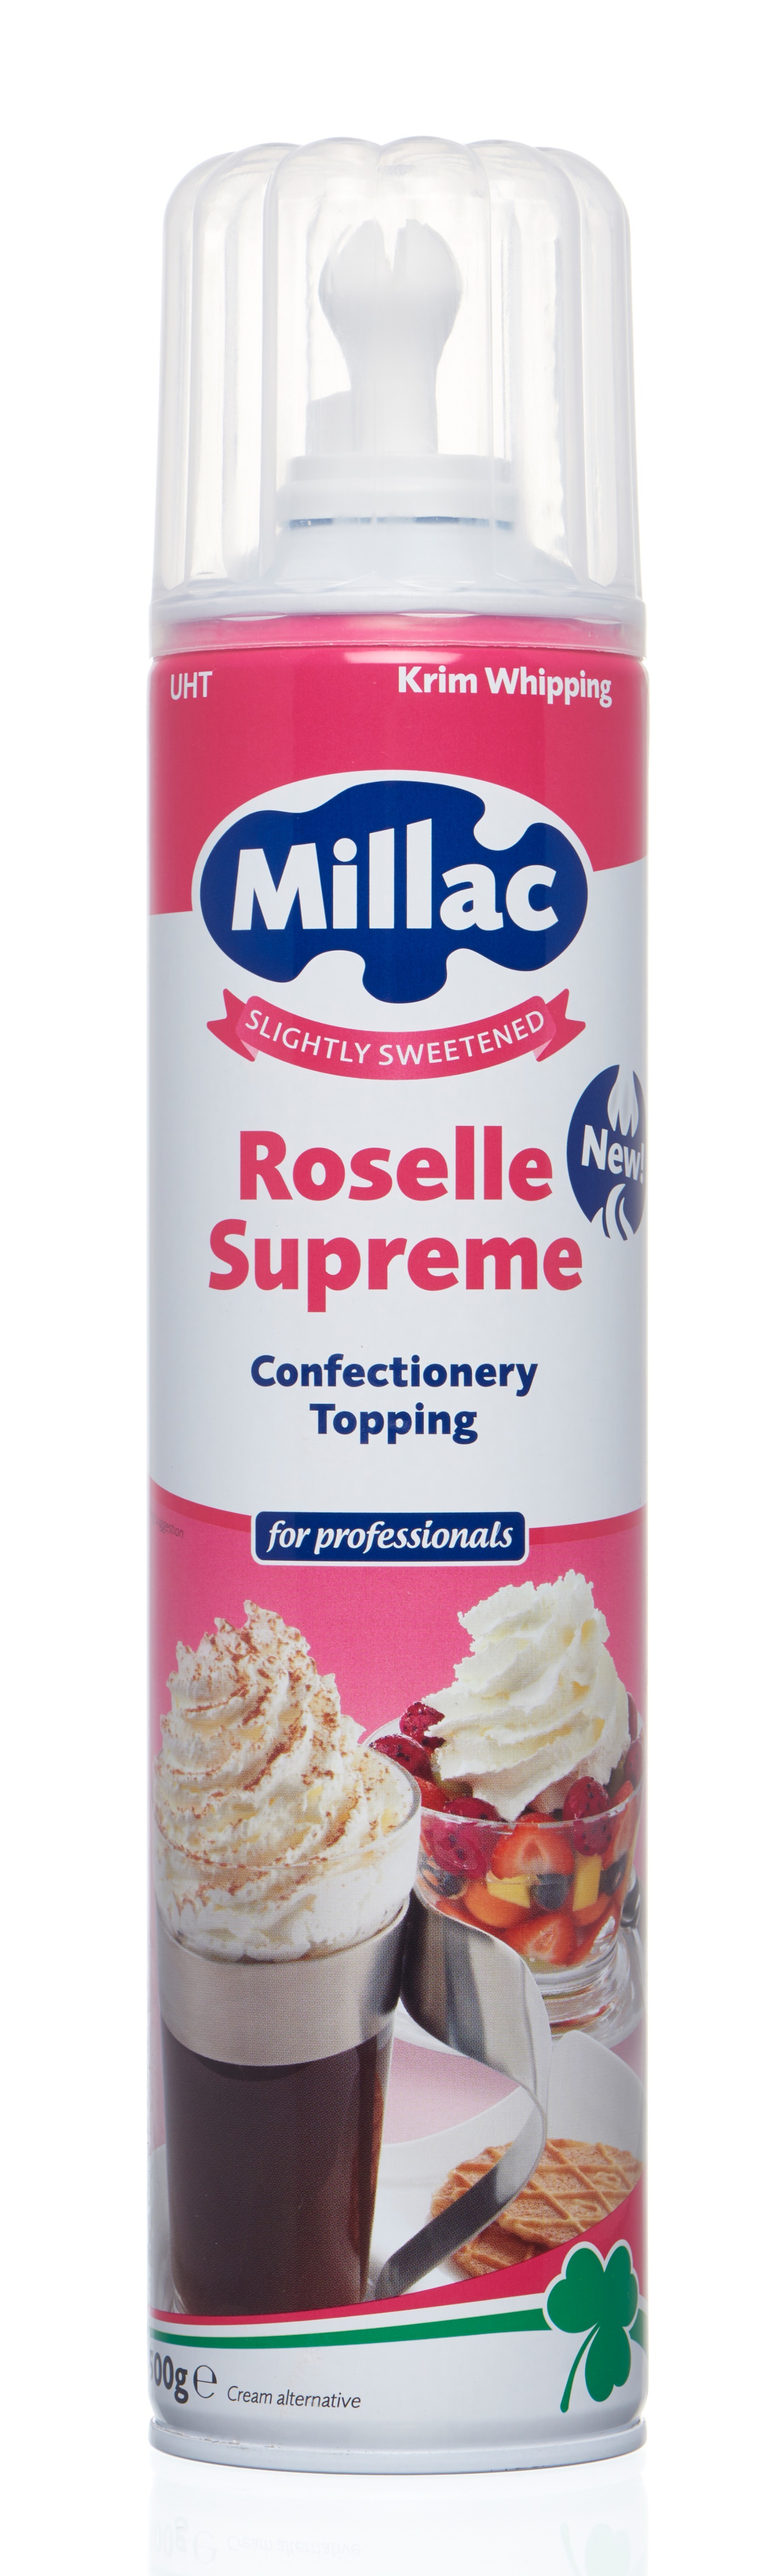 UHT Krim Whipping
Millac
SLIGHTLY SWEETENED
New!
Roselle
Supreme
Confectionery
Topping
for professionals
Cream alternative